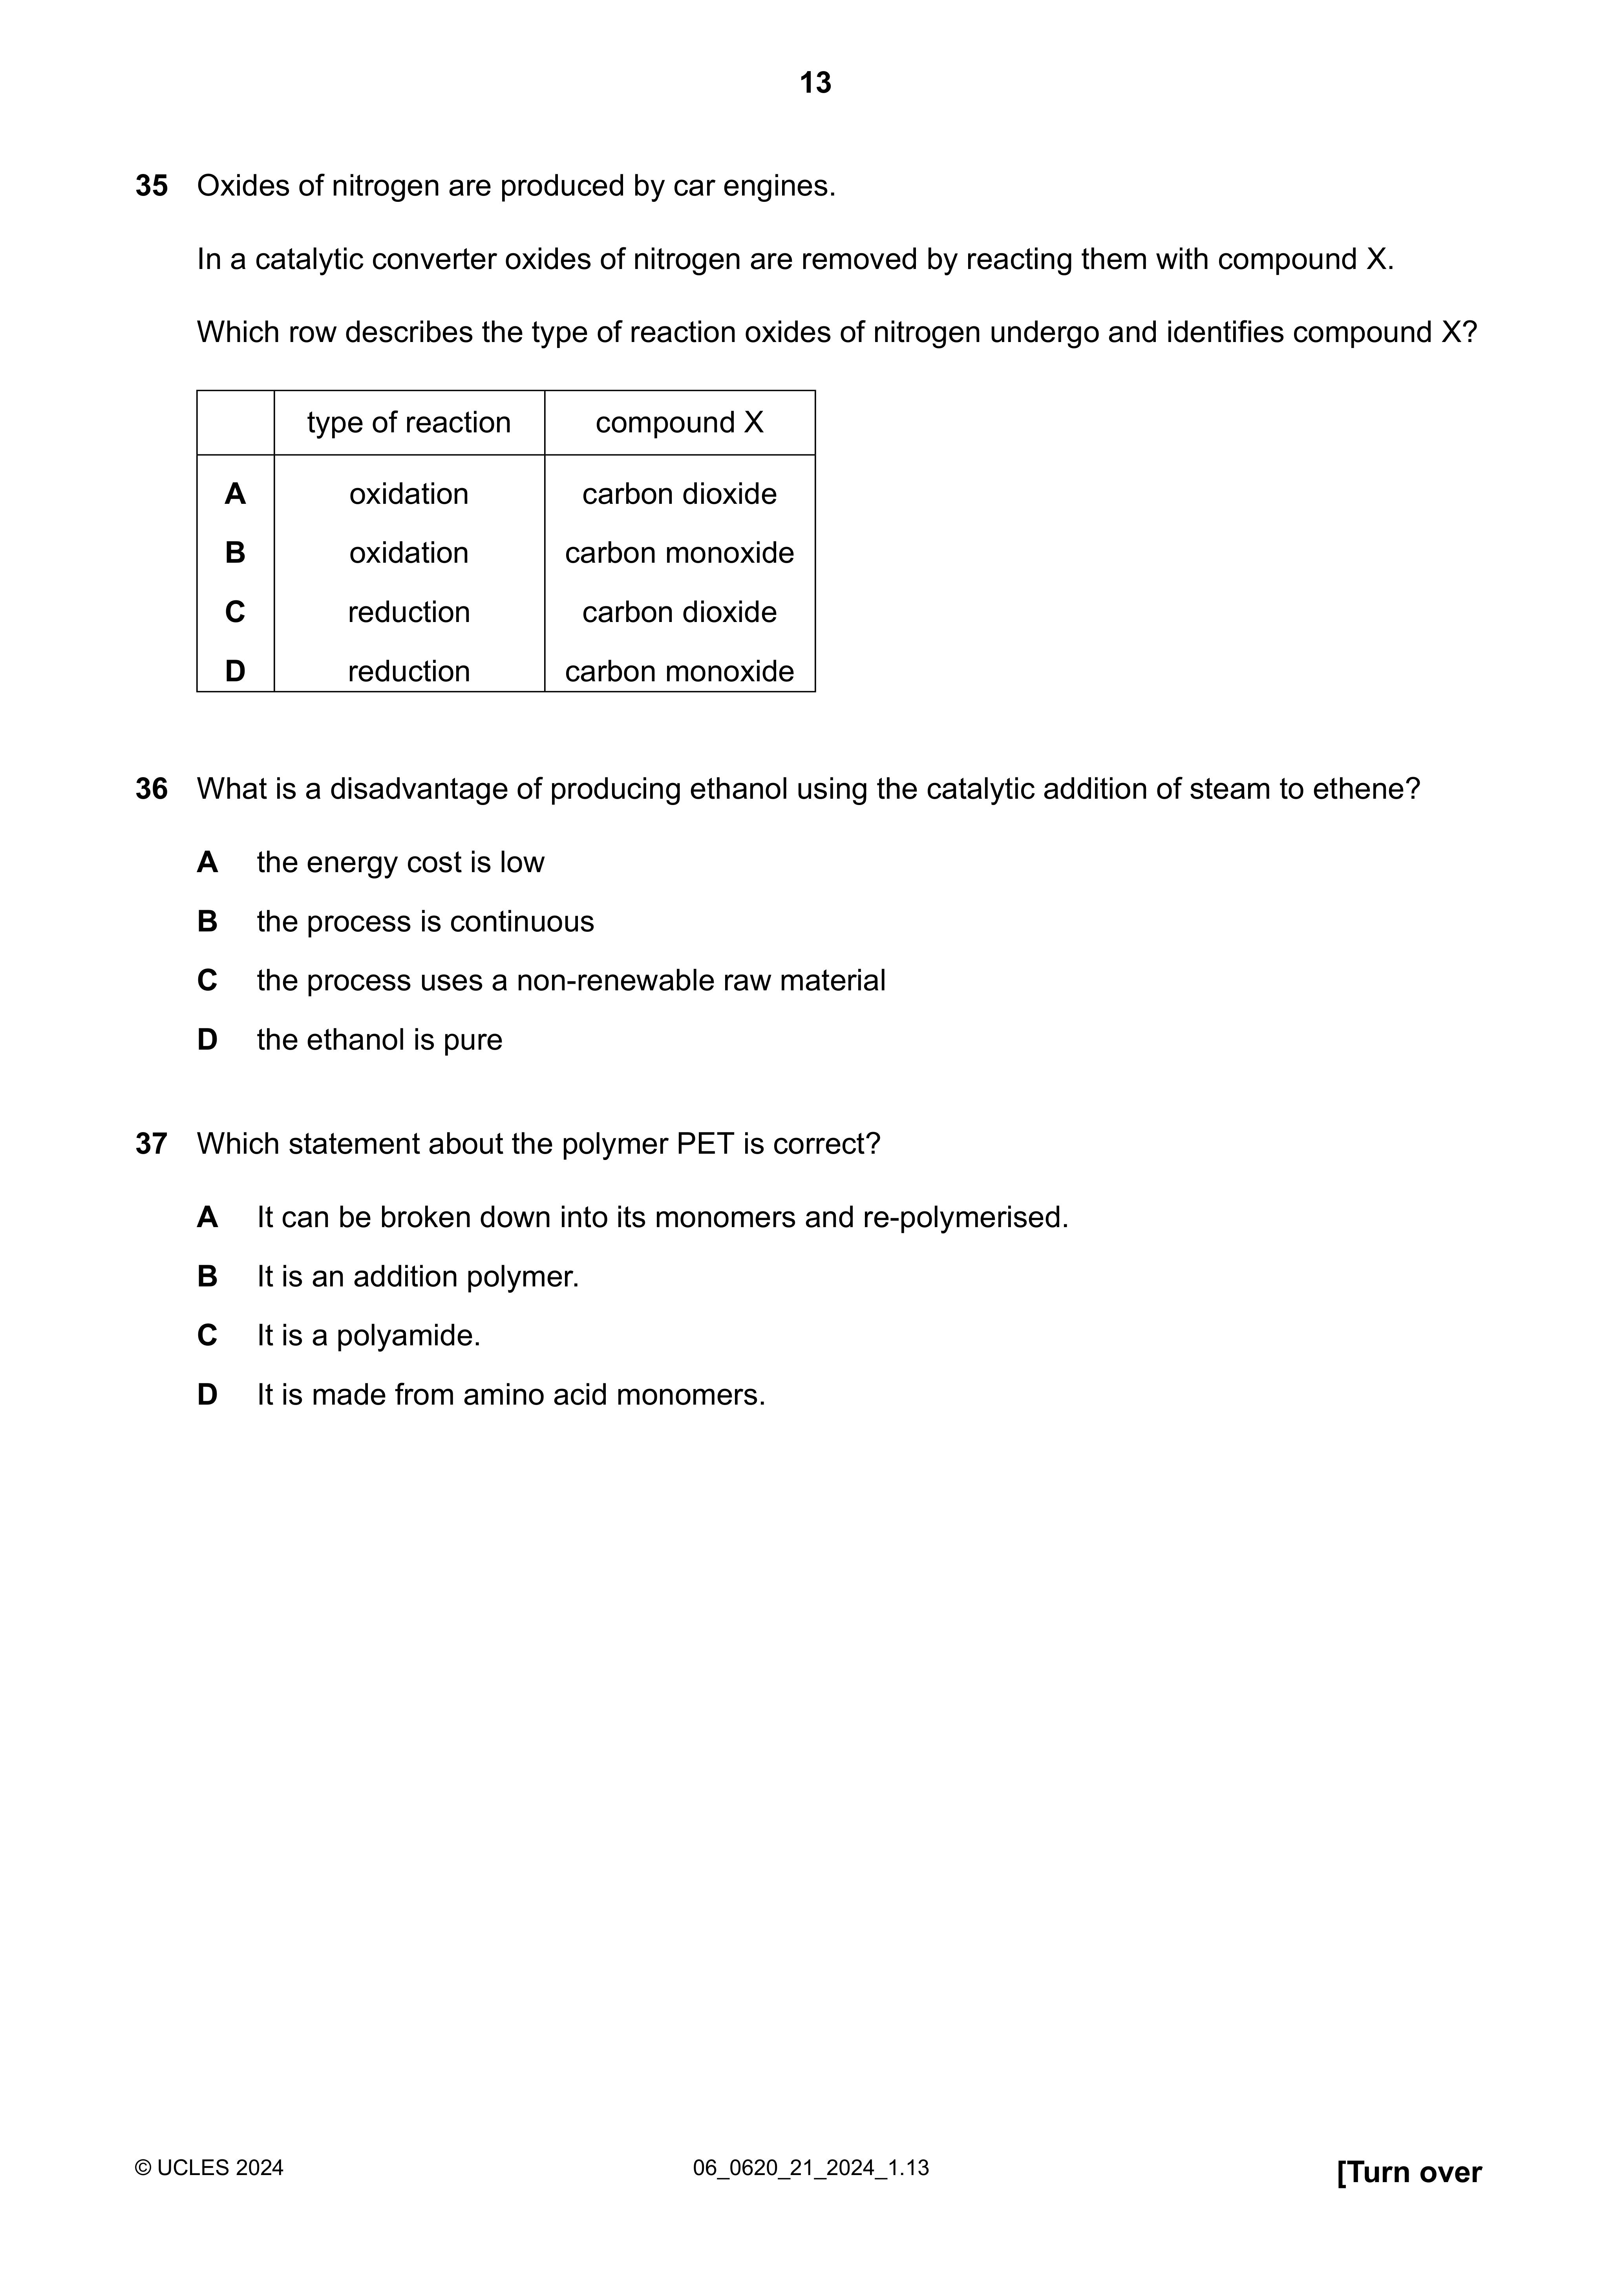 13
35 Oxides of nitrogen are produced by car engines.
In a catalytic converter oxides of nitrogen are removed by reacting them with compound X.
Which row describes the type of reaction oxides of nitrogen undergo and identifies compound X?
type of reaction compound X
A oxidation carbon dioxide
B oxidation carbon monoxide
C reduction carbon dioxide
D reduction carbon monoxide
36 What is a disadvantage of producing ethanol using the catalytic addition of steam to ethene?
A the energy cost is low
B the process is continuous
C the process uses a non-renewable raw material
D the ethanol is pure
37 Which statement about the polymer PET is correct?
A It can be broken down into its monomers and re-polymerised.
B It is an addition polymer.
C It is a polyamide.
D It is made from amino acid monomers.
© UCLES 2024 06_0620_21_2024_1.13 [Turn over